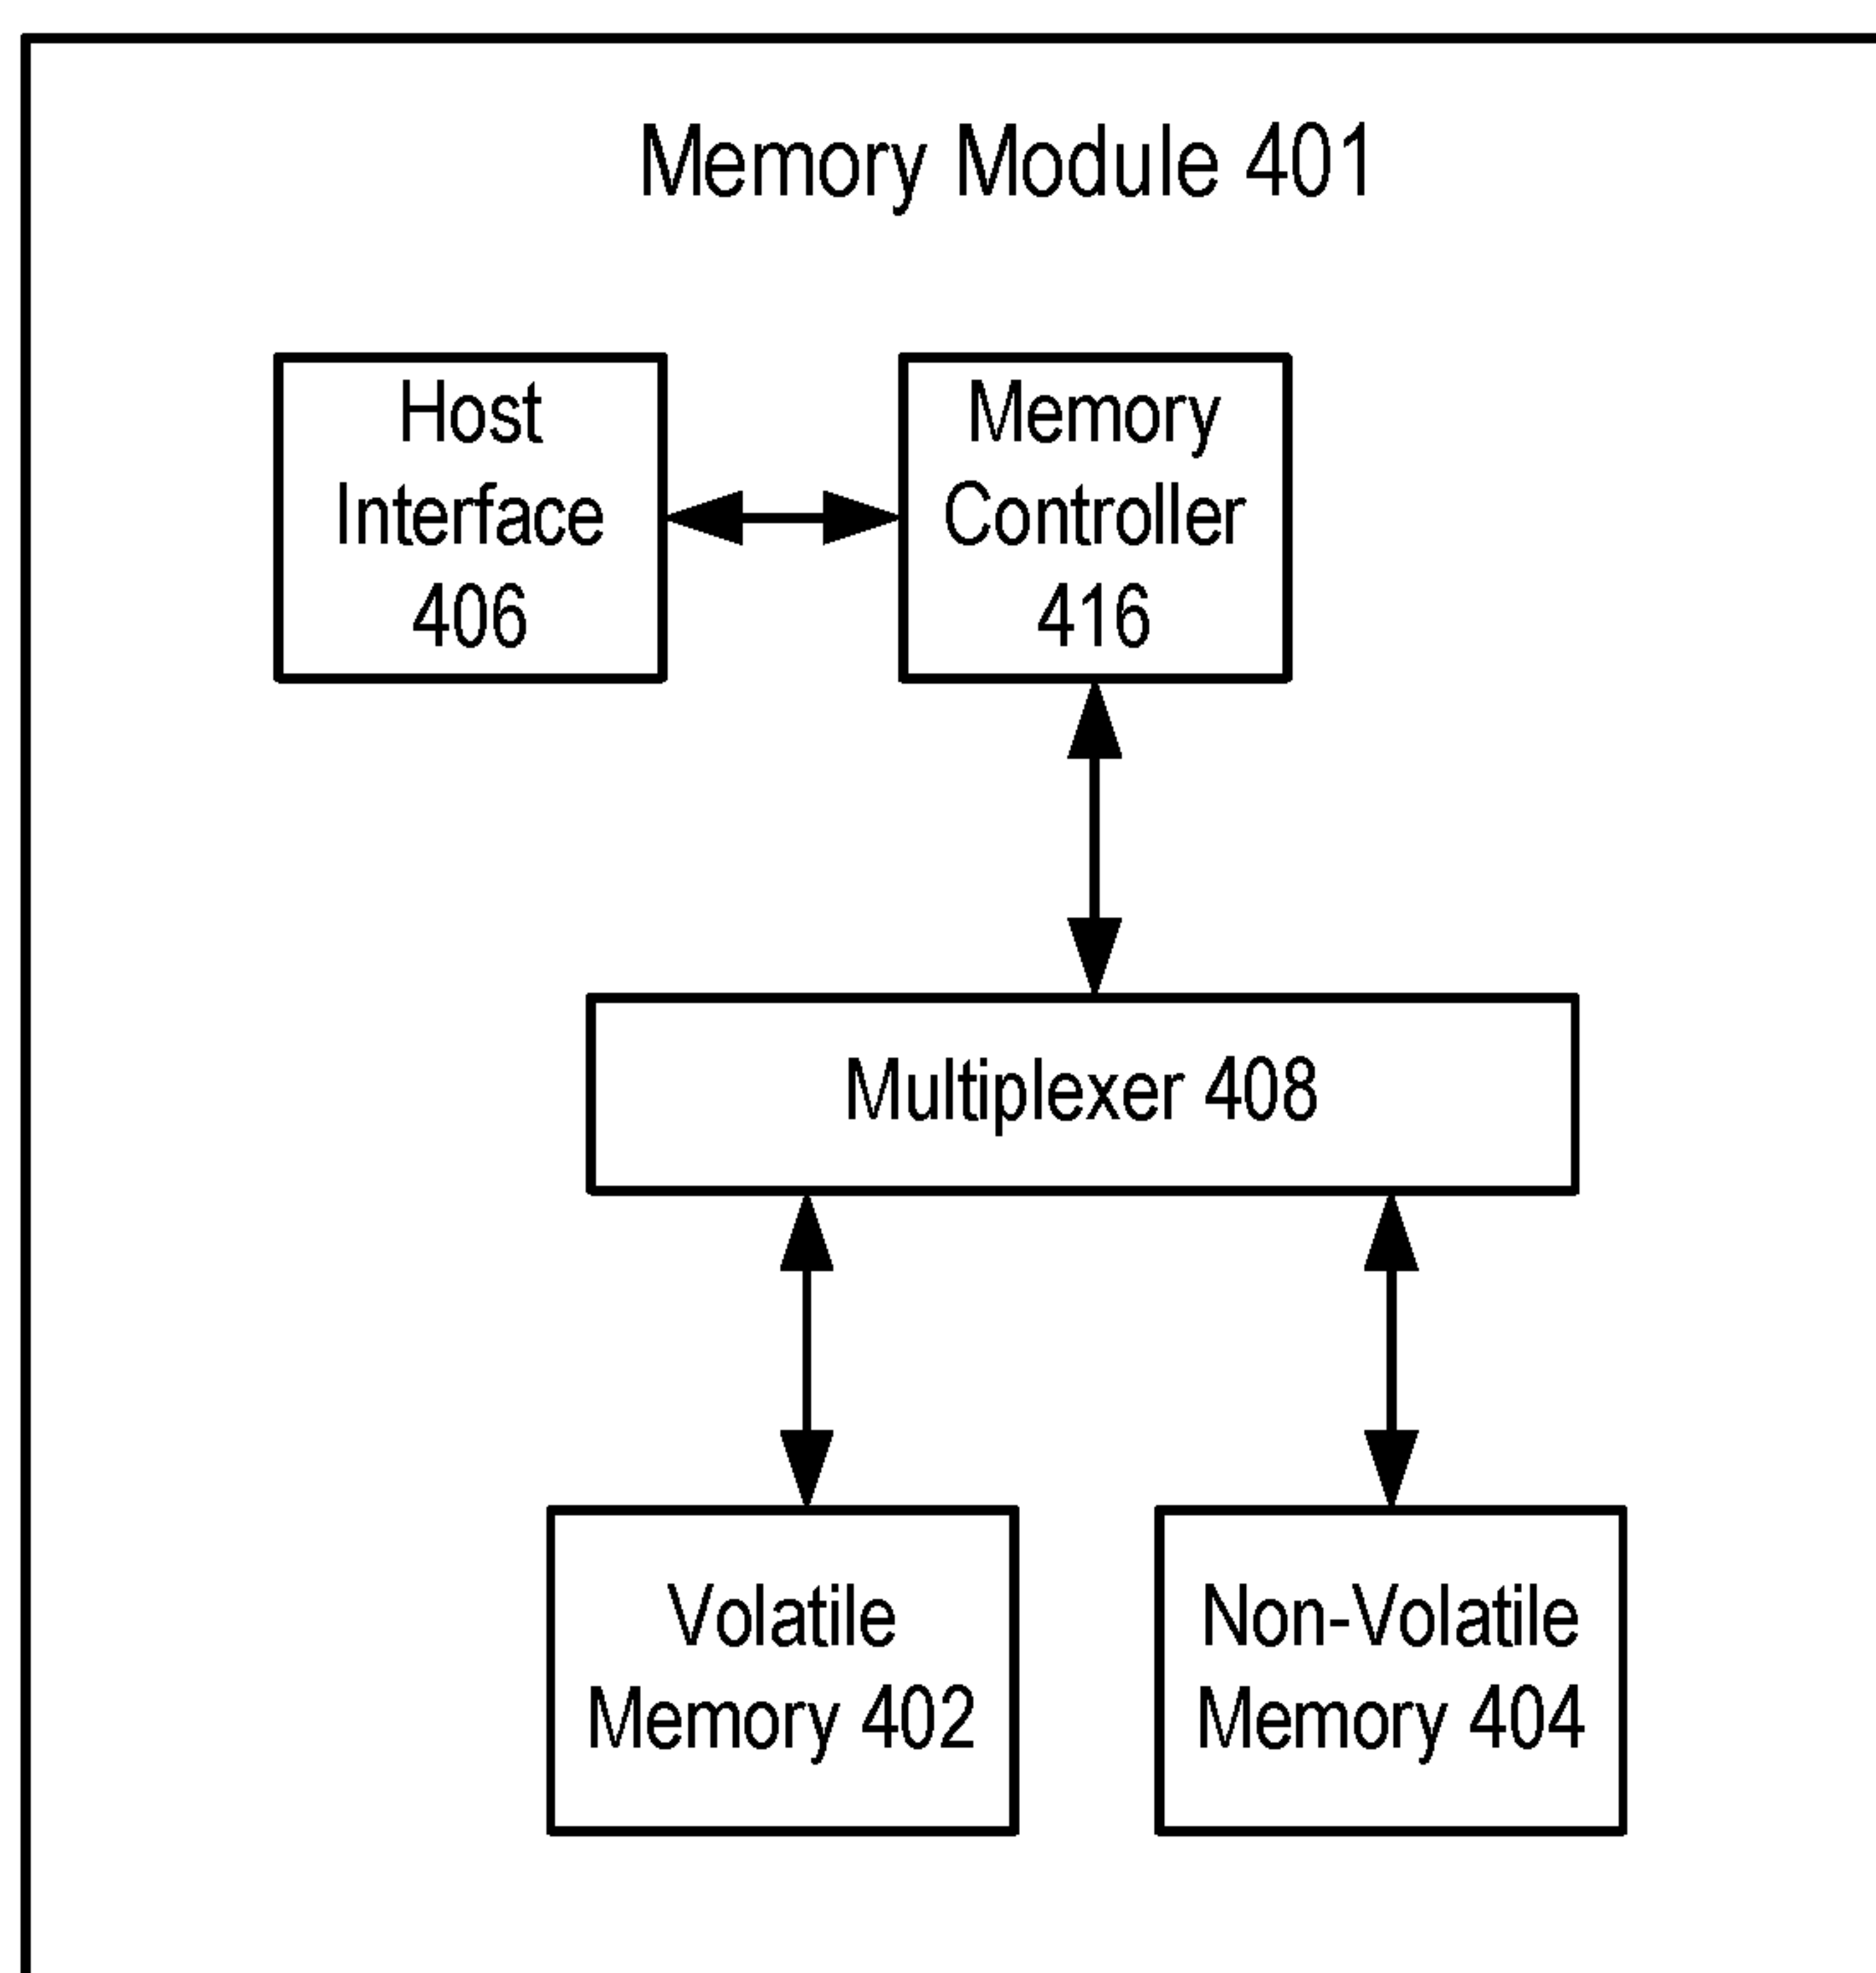 Memory Module 401
Host
Interface
406
Memory
Controller
416
Multiplexer 408
Volatile
Memory 402
Non-Volatile
Memory 404